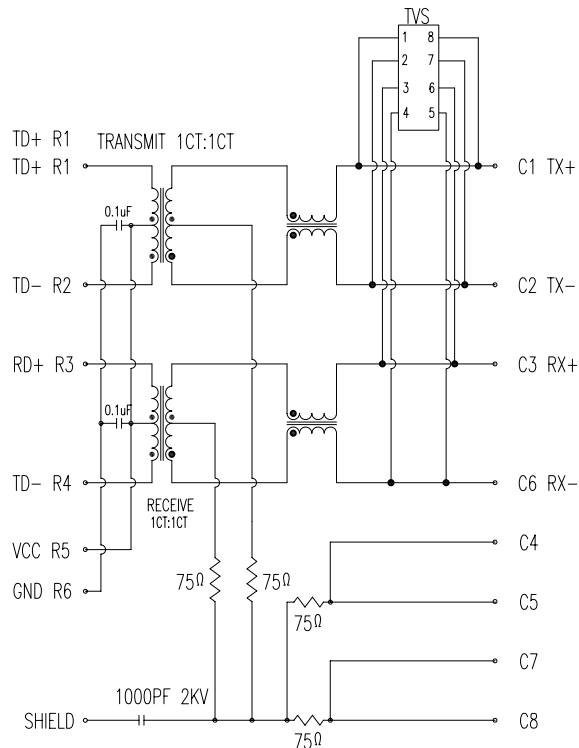 TVS
1 8
2 7
3 6
4 5
TD+ R1 TRANSMIT 1CT:1CT
TD+ R1 C1 TX+
0.1uF
TD- R2 C2 TX-
RD+ R3 C3 RX+
0.1uF
TD- R4 C6 RX-
RECEIVE
1CT:1CT
C4
VCC R5
75Ω 75Ω
GND R6 C5
75Ω
C7
1000PF 2KV
SHIELD C8
75Ω